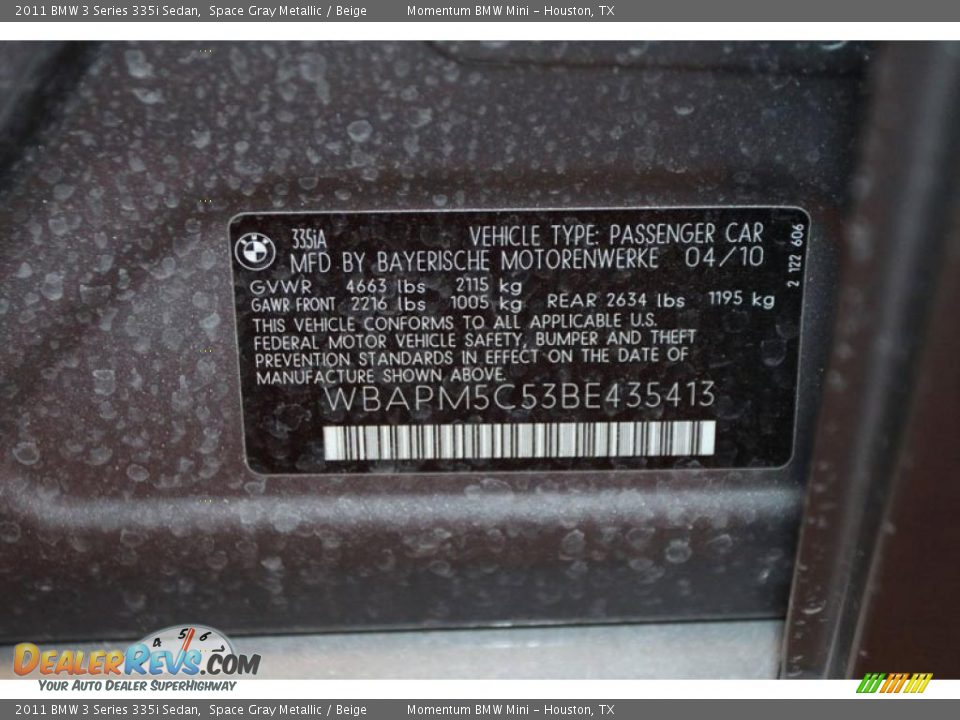 2011 BMW 3 Series 335i Sedan, Space Gray Metallic / Beige Momentum BMW Mini - Houston, TX
335iA VEHICLE TYPE: PASSENGER CAR
MFD BY BAYERISCHE MOTORENWERKE 04/10
2 122 606
GVWR 4663 lbs 2115 kg
GAWR FRONT 2216 lbs 1005 kg REAR 2634 lbs 1195 kg
THIS VEHICLE CONFORMS TO ALL APPLICABLE U.S.
FEDERAL MOTOR VEHICLE SAFETY, BUMPER AND THEFT
PREVENTION STANDARDS IN EFFECT ON THE DATE OF
MANUFACTURE SHOWN ABOVE.
WBAPM5C53BE435413
4 5 6
DEALERREVS.COM
YOUR AUTO DEALER SUPERHIGHWAY
2011 BMW 3 Series 335i Sedan, Space Gray Metallic / Beige Momentum BMW Mini - Houston, TX